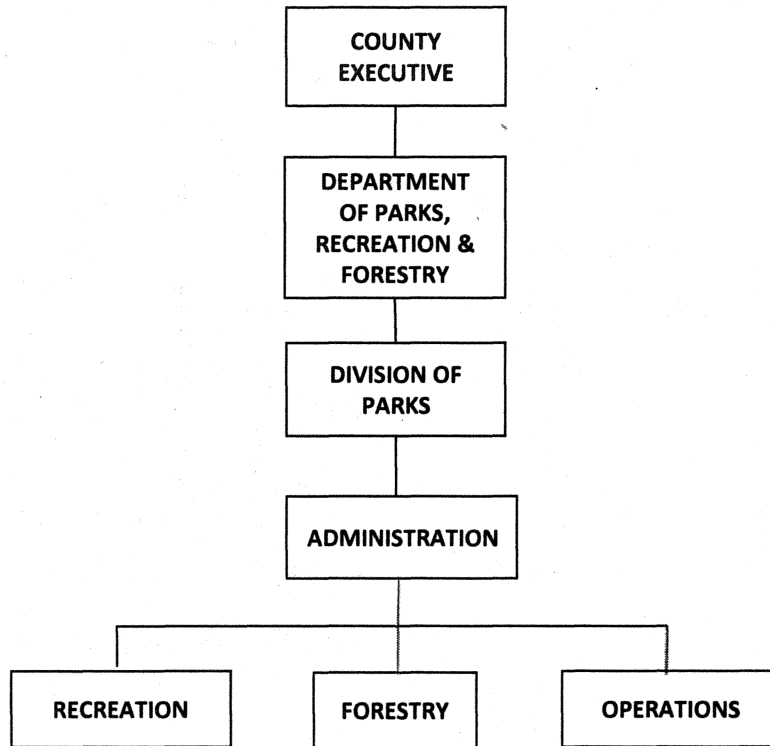 COUNTY
EXECUTIVE
DEPARTMENT
OF PARKS,
RECREATION &
FORESTRY
DIVISION OF
PARKS
ADMINISTRATION
RECREATION
FORESTRY
OPERATIONS